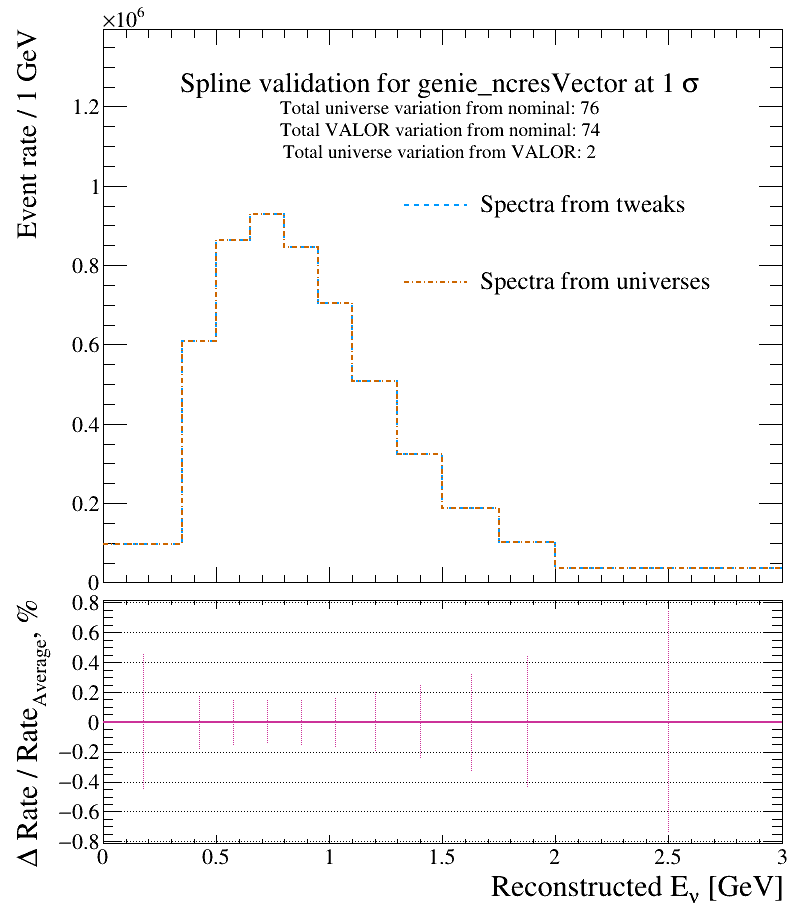 ×10⁶
Event rate / 1 GeV
Spline validation for genie_ncresVector at 1 σ
Total universe variation from nominal: 76
Total VALOR variation from nominal: 74
Total universe variation from VALOR: 2
Spectra from tweaks
Spectra from universes
1.2
1
0.8
0.6
0.4
0.2
0
Δ Rate / Rate_Average, %
0.8
0.6
0.4
0.2
0
−0.2
−0.4
−0.6
−0.8
0 0.5 1 1.5 2 2.5 3
Reconstructed E_ν [GeV]